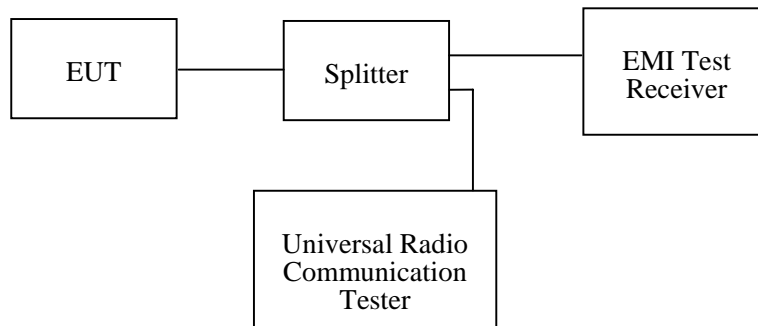 EUT
Splitter
EMI Test
Receiver
Universal Radio
Communication
Tester